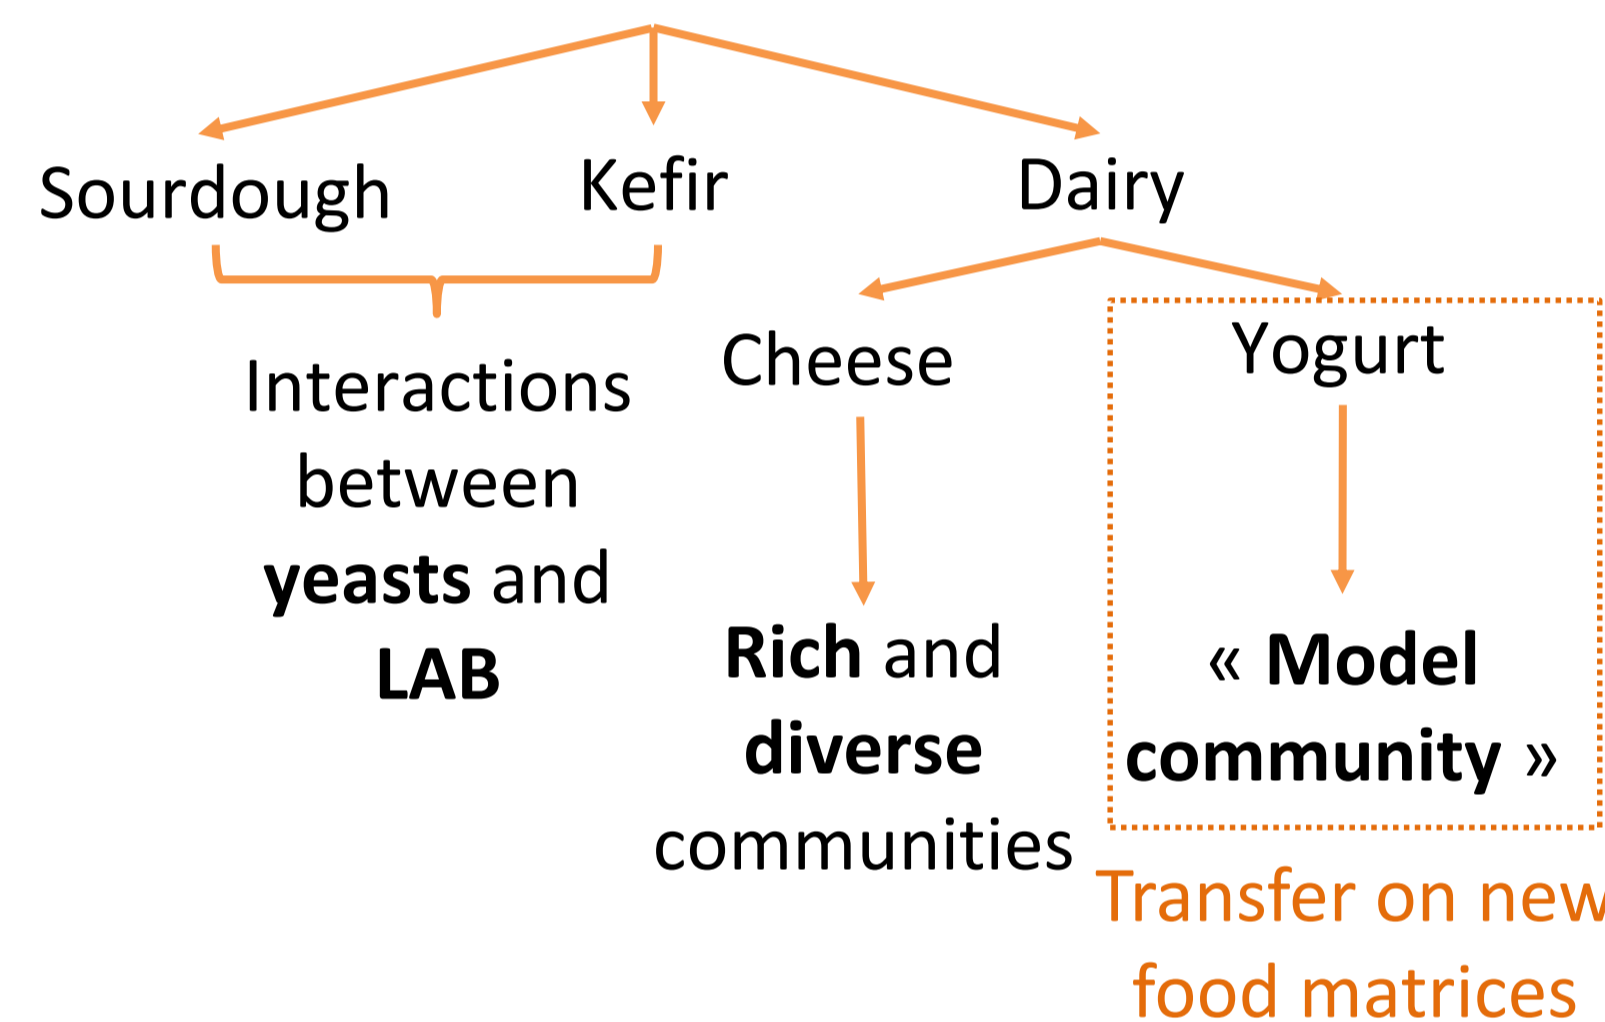 Sourdough
Kefir
Dairy
Interactions
between
yeasts and
LAB
Cheese
Rich and
diverse
communities
Yogurt
« Model
community »
Transfer on new
food matrices